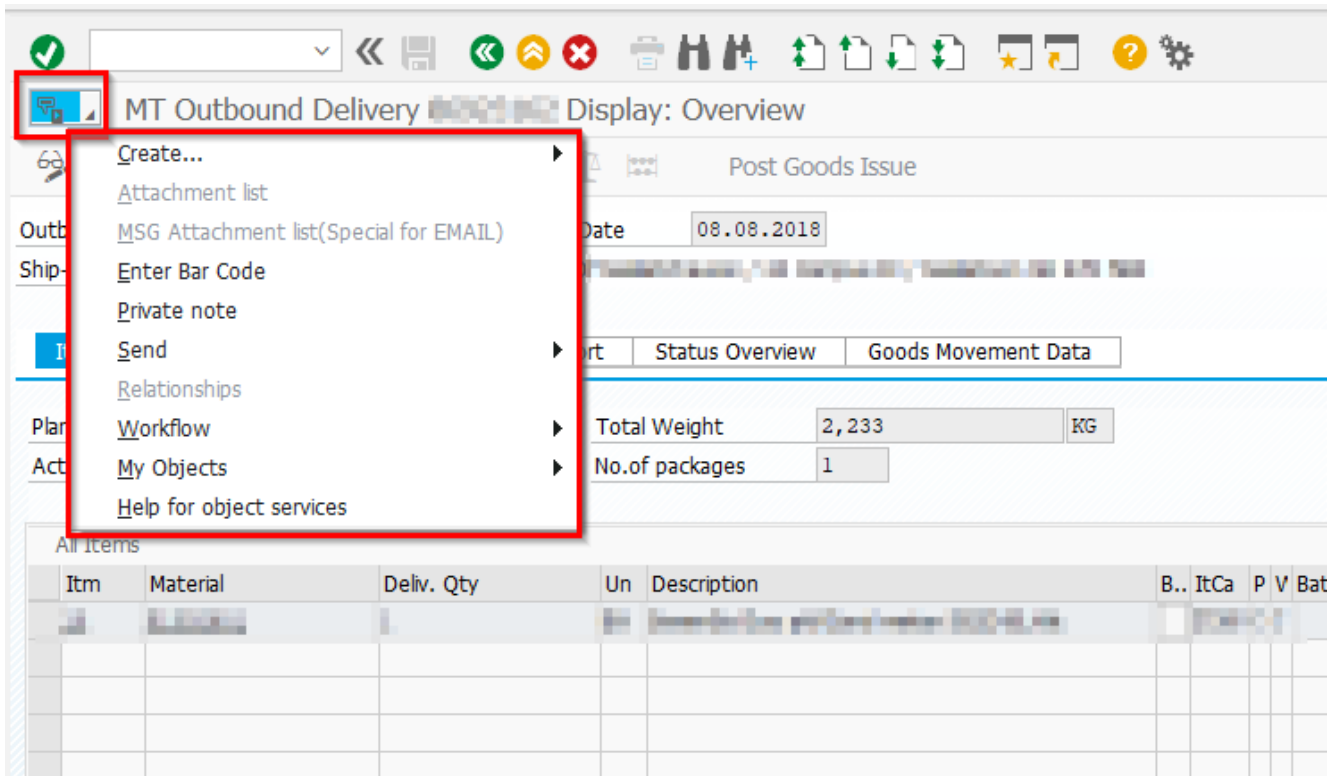 MT Outbound Delivery Display: Overview
Create...
Post Goods Issue
Attachment list
Outb
MSG Attachment list(Special for EMAIL)
Date 08.08.2018
Ship-
Enter Bar Code
Private note
Send
Status Overview Goods Movement Data
Relationships
Workflow
Total Weight 2,233 KG
My Objects
Act
No.of packages 1
Help for object services
All Items
Itm Material Deliv. Qty Un Description B.. ItCa P Bat